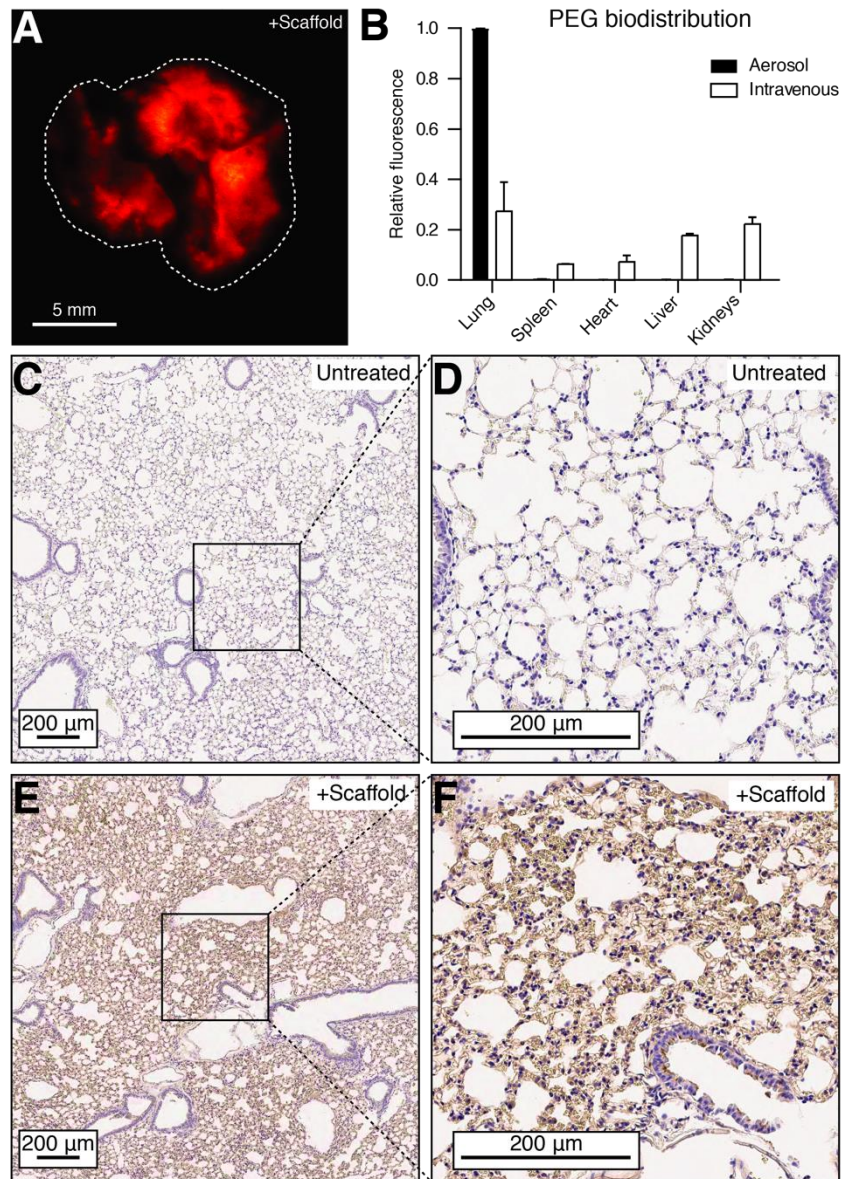 A
+Scaffold
5 mm
B
PEG biodistribution
Aerosol
Intravenous
Relative fluorescence
1.0
0.8
0.6
0.4
0.2
0.0
Lung
Spleen
Heart
Liver
Kidneys
C
Untreated
200 µm
D
Untreated
200 µm
E
+Scaffold
200 µm
F
+Scaffold
200 µm